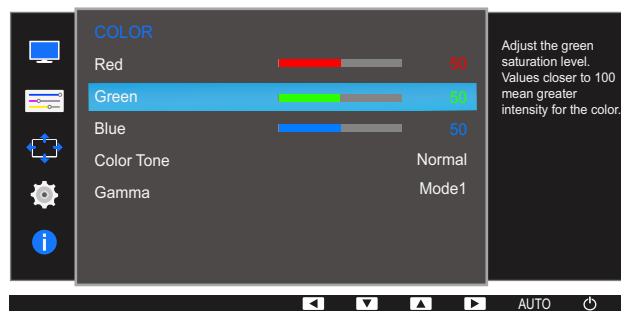 COLOR
Red 50
Green 50
Blue 50
Color Tone Normal
Gamma Mode1
Adjust the green
saturation level.
Values closer to 100
mean greater
intensity for the color.
AUTO